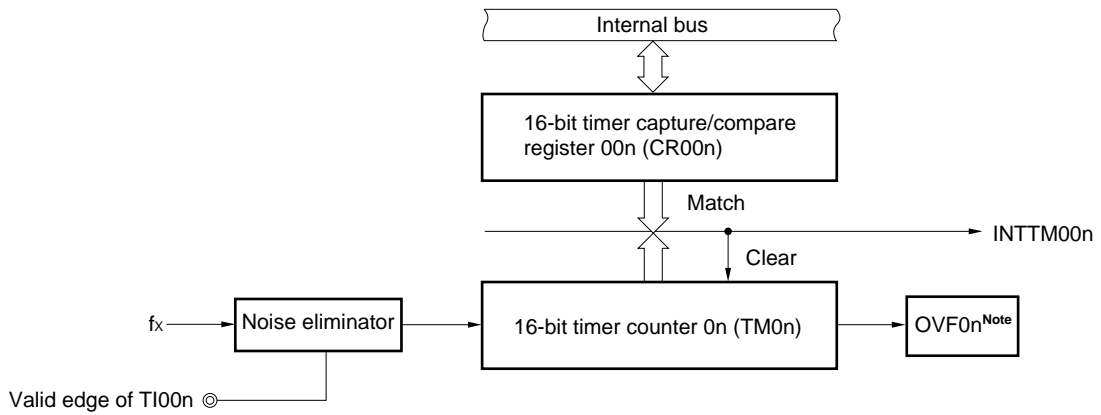 Internal bus
16-bit timer capture/compare
register 00n (CR00n)
Match
INTTM00n
Clear
fX
Noise eliminator
16-bit timer counter 0n (TM0n)
OVF0nNote
Valid edge of TI00n